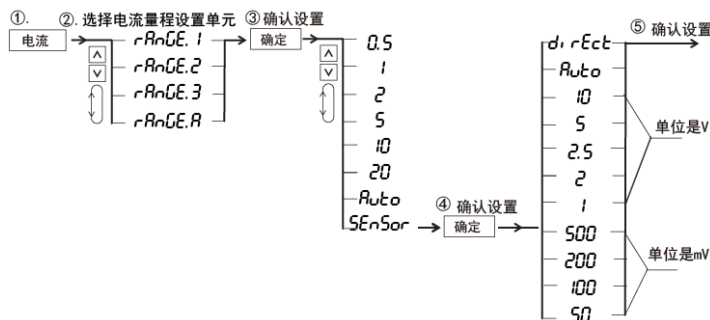 ①.
电流
②. 选择电流量程设置单元
∧
∨
rAnGE.1
rAnGE.2
rAnGE.3
rAnGE.A
③ 确认设置
确定
∧
∨
0.5
1
2
5
10
20
Auto
SEnSor
④ 确认设置
确定
dirEct
Auto
10
5
2.5
2
1
500
200
100
50
单位是V
单位是mV
⑤ 确认设置